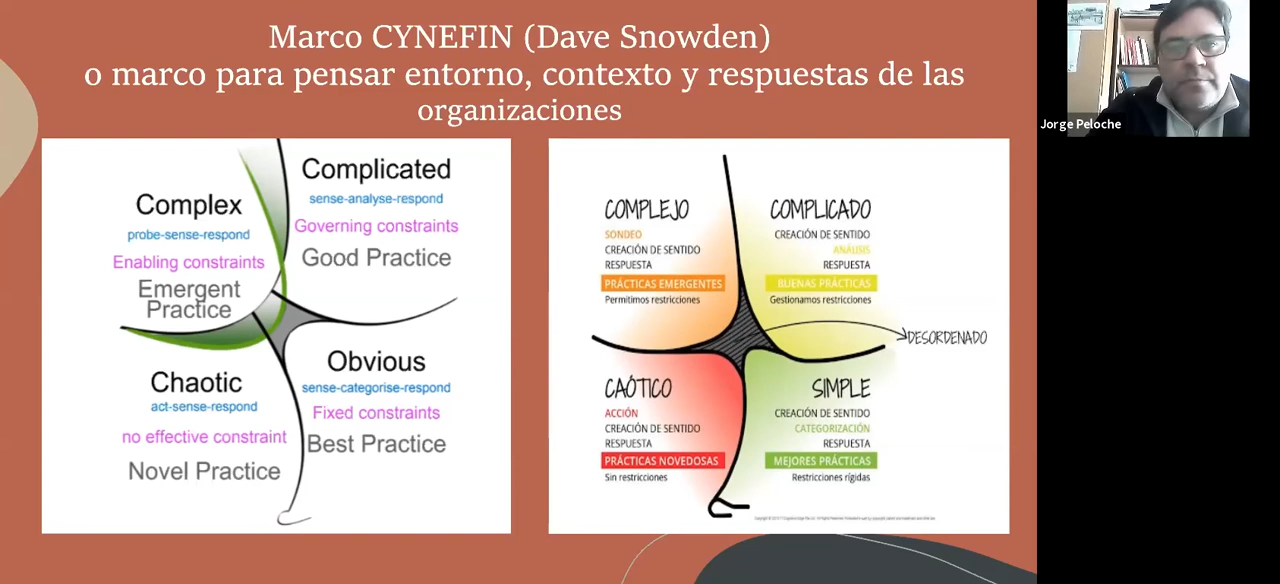 Marco CYNEFIN (Dave Snowden)
o marco para pensar entorno, contexto y respuestas de las
organizaciones
Jorge Peloche
Complex
probe-sense-respond
Enabling constraints
Emergent
Practice
Complicated
sense-analyse-respond
Governing constraints
Good Practice
Chaotic
act-sense-respond
no effective constraint
Novel Practice
Obvious
sense-categorise-respond
Fixed constraints
Best Practice
COMPLEJO
SONDEO
CREACIÓN DE SENTIDO
RESPUESTA
PRÁCTICAS EMERGENTES
Permitimos restricciones
COMPLICADO
CREACIÓN DE SENTIDO
ANÁLISIS
RESPUESTA
BUENAS PRÁCTICAS
Gestionamos restricciones
DESORDENADO
CAÓTICO
ACCIÓN
CREACIÓN DE SENTIDO
RESPUESTA
PRÁCTICAS NOVEDOSAS
Sin restricciones
SIMPLE
CREACIÓN DE SENTIDO
CATEGORIZACIÓN
RESPUESTA
MEJORES PRÁCTICAS
Restricciones rígidas